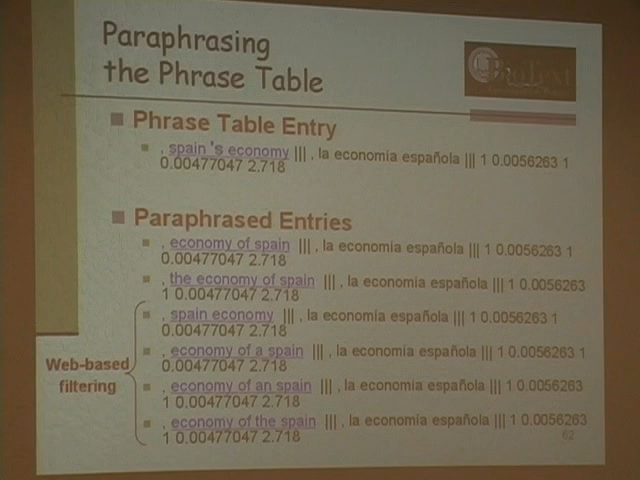 Paraphrasing
the Phrase Table
BioText
Phrase Table Entry
, spain 's economy ||| , la economia española ||| 1 0.0056263 1
0.00477047 2.718
Paraphrased Entries
, economy of spain ||| , la economia española ||| 1 0.0056263 1
0.00477047 2.718
, the economy of spain ||| , la economia española ||| 1 0.0056263
1 0.00477047 2.718
, spain economy ||| , la economia española ||| 1 0.0056263 1
0.00477047 2.718
, economy of a spain ||| , la economia española ||| 1 0.0056263 1
0.00477047 2.718
, economy of an spain ||| , la economia española ||| 1 0.0056263
1 0.00477047 2.718
, economy of the spain ||| , la economia española ||| 1 0.0056263
1 0.00477047 2.718
Web-based
filtering
62